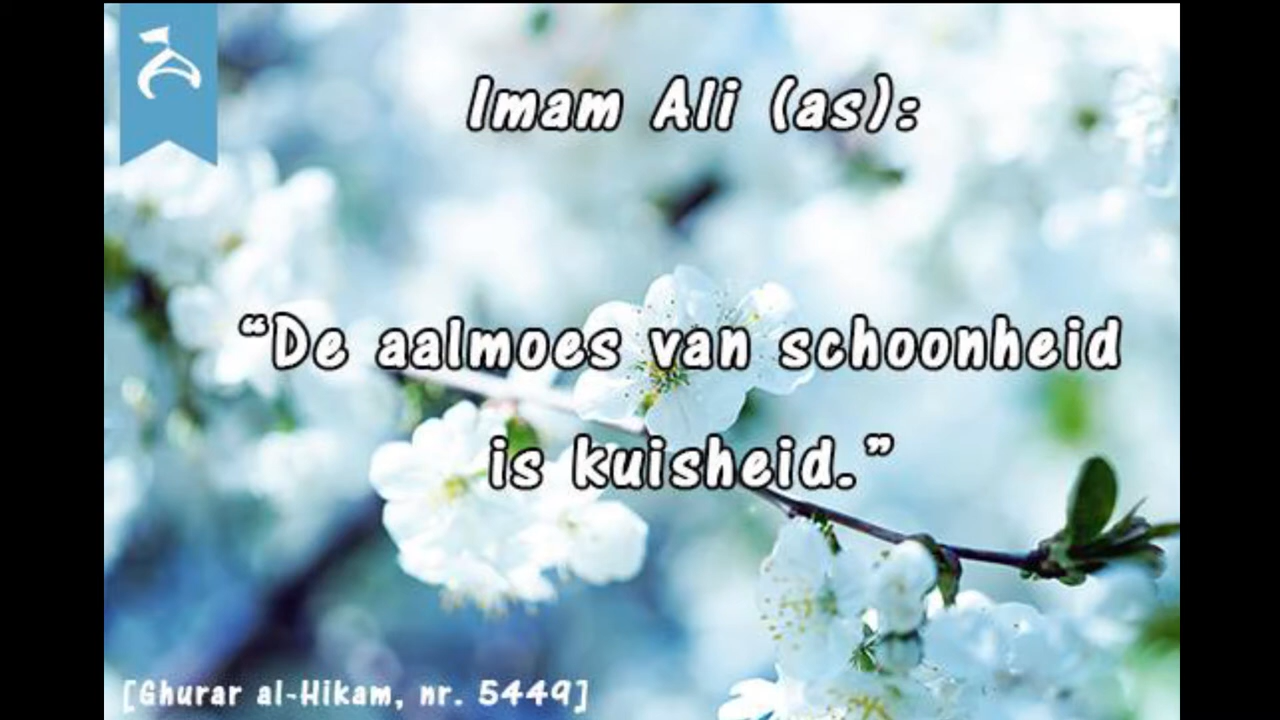 Imam Ali (as):
“De aalmoes van schoonheid
is kuisheid.”
[Ghurar al-Hikam, nr. 5449]